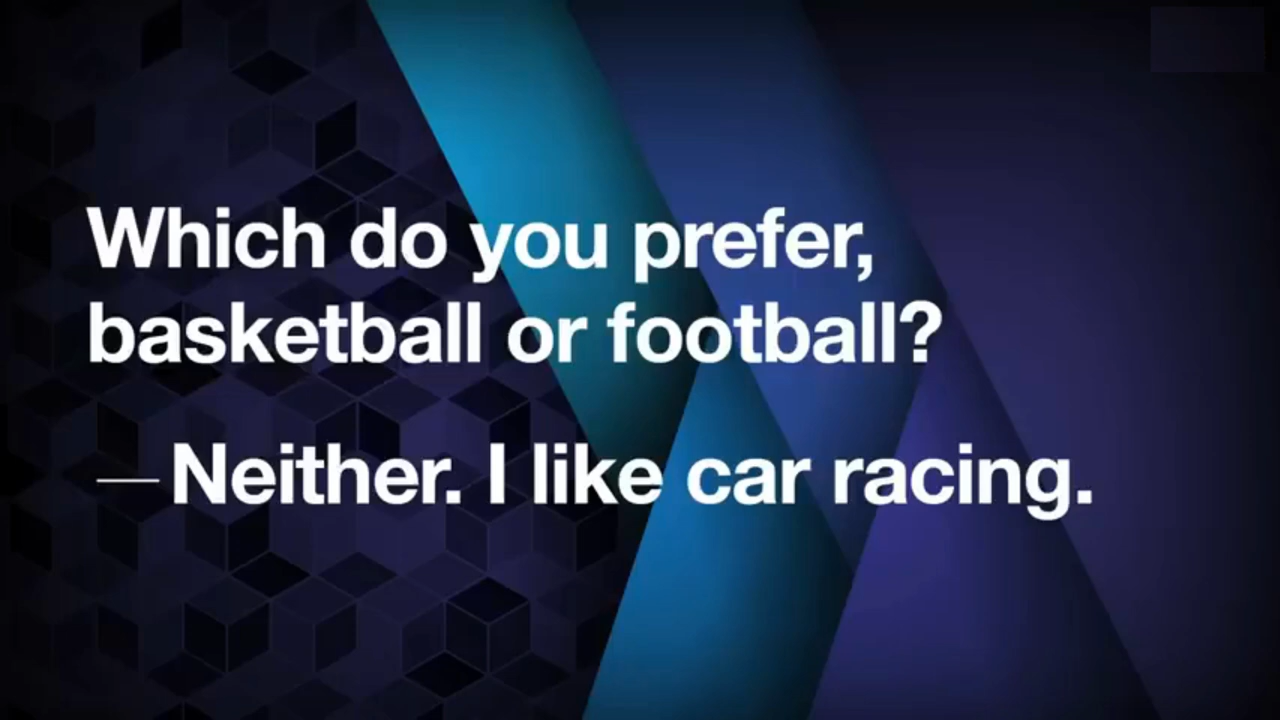 Which do you prefer,
basketball or football?
—Neither. I like car racing.